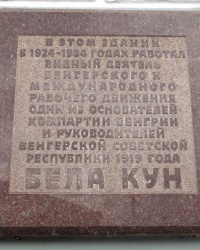 В ЭТОМ ЗДАНИИ
В 1924-1936 ГОДАХ РАБОТАЛ
ВИДНЫЙ ДЕЯТЕЛЬ
ВЕНГЕРСКОГО И
МЕЖДУНАРОДНОГО
РАБОЧЕГО ДВИЖЕНИЯ
ОДИН ИЗ ОСНОВАТЕЛЕЙ
КОМПАРТИИ ВЕНГРИИ
И РУКОВОДИТЕЛЕЙ
ВЕНГЕРСКОЙ СОВЕТСКОЙ
РЕСПУБЛИКИ 1919 ГОДА
БЕЛА КУН